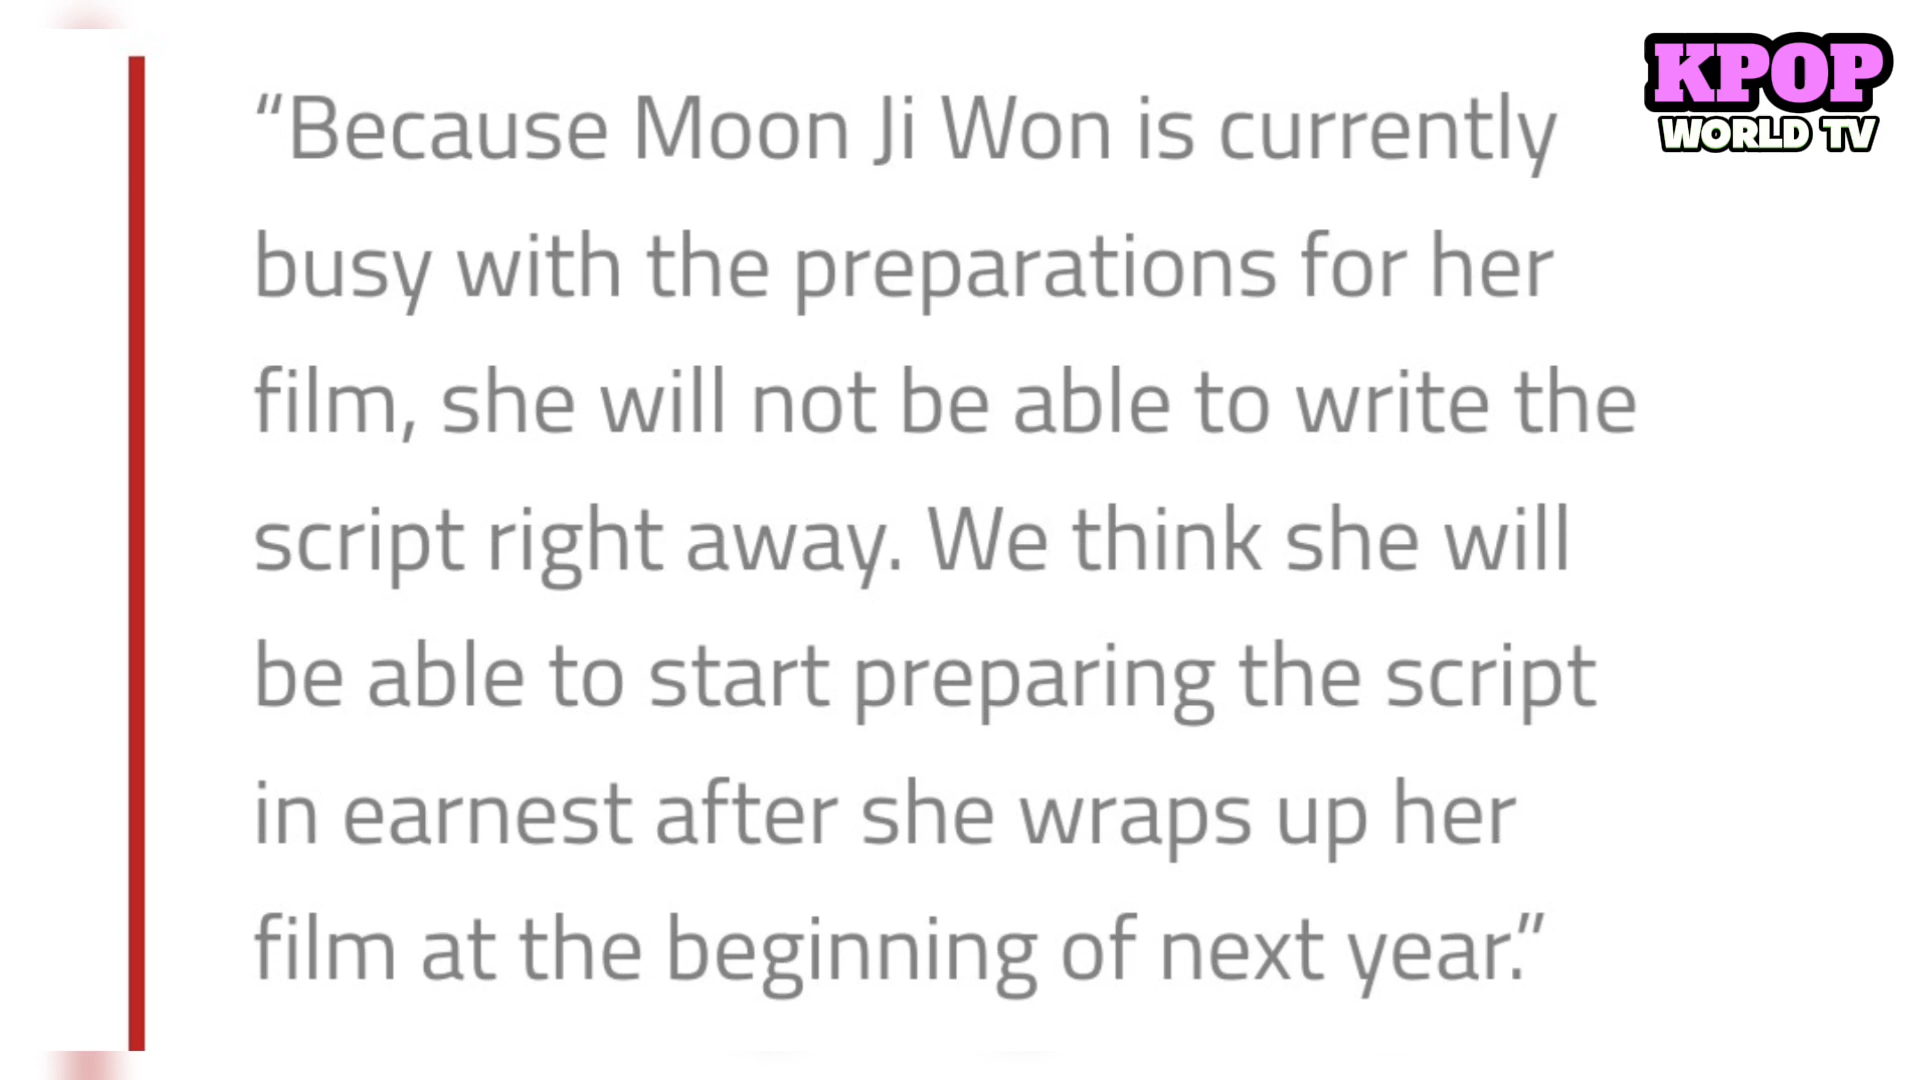 KPOP
WORLD TV
“Because Moon Ji Won is currently
busy with the preparations for her
film, she will not be able to write the
script right away. We think she will
be able to start preparing the script
in earnest after she wraps up her
film at the beginning of next year.”